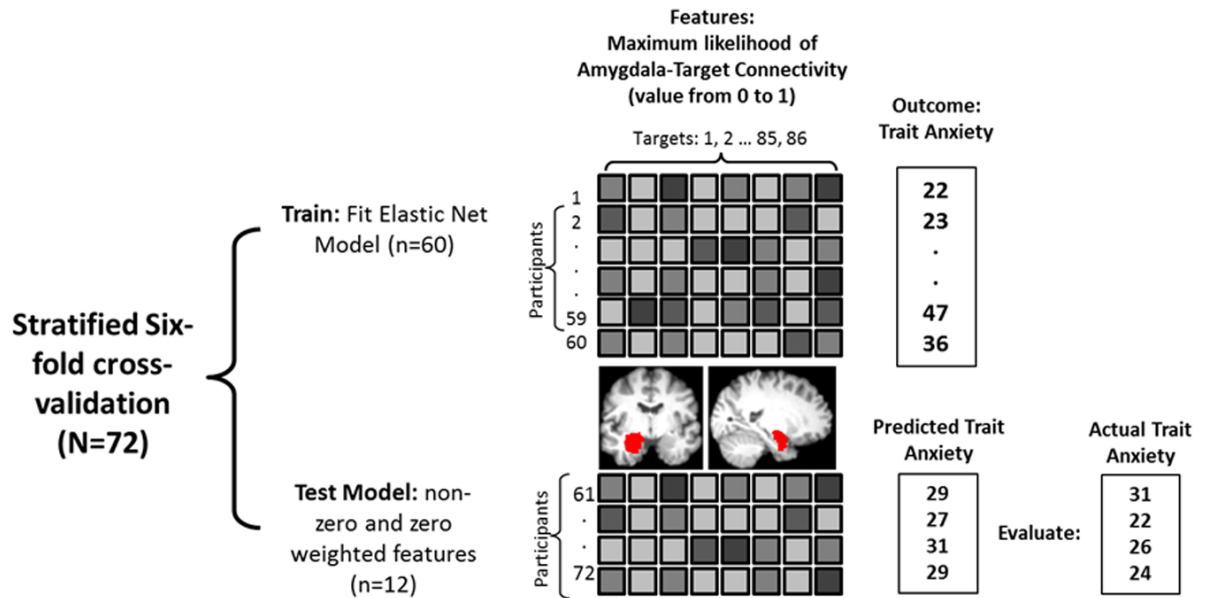 Features:
Maximum likelihood of
Amygdala-Target Connectivity
(value from 0 to 1)
Outcome:
Trait Anxiety
Targets: 1, 2 ... 85, 86
Train: Fit Elastic Net
Model (n=60)
Participants
1
2
.
.
.
59
60
22
23
.
.
47
36
Stratified Six-
fold cross-
validation
(N=72)
Test Model: non-
zero and zero
weighted features
(n=12)
Participants
61
.
.
72
Predicted Trait
Anxiety
29
27
31
29
Evaluate:
Actual Trait
Anxiety
31
22
26
24